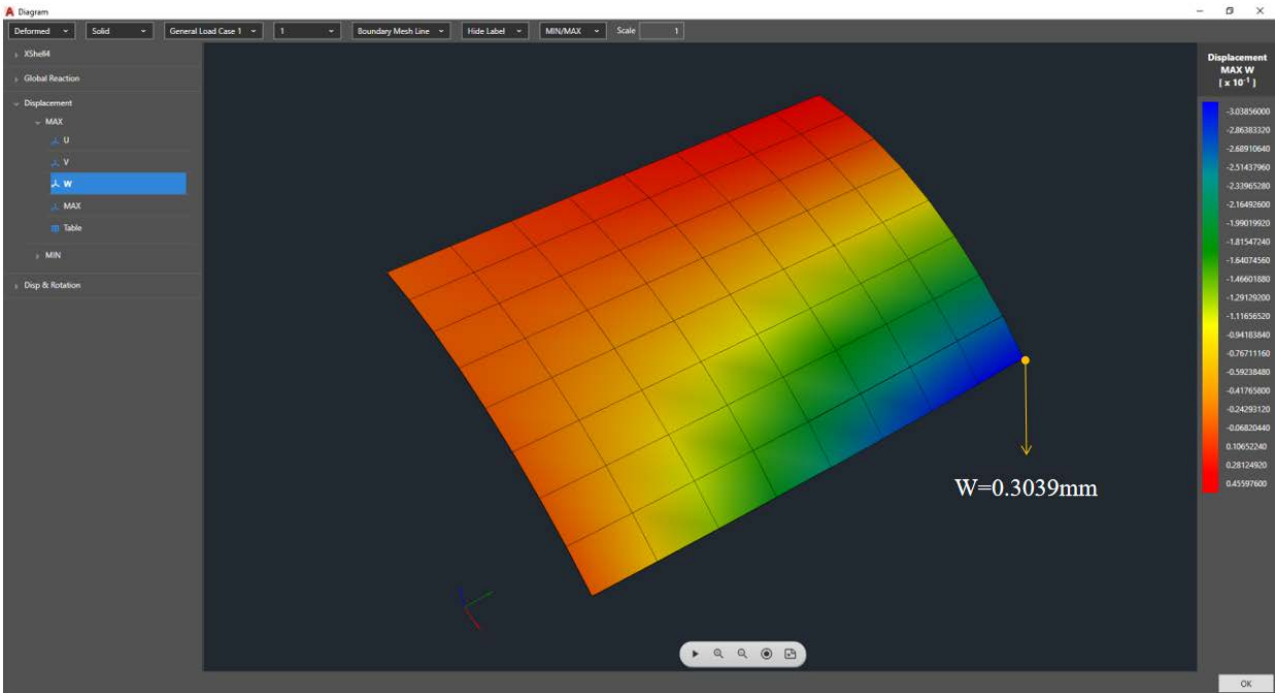 Diagram
Deformed Solid General Load Case 1 1 Boundary Mesh Line Hide Label MIN/MAX Scale 1
XShell4
Global Reaction
Displacement
MAX
U
V
W
MAX
Table
MIN
Disp & Rotation
Displacement
MAX W
[ x 10⁻¹ ]
-3.03856000
-2.86383320
-2.68910640
-2.51437960
-2.33965280
-2.16492600
-1.99019920
-1.81547240
-1.64074560
-1.46601880
-1.29129200
-1.11656520
-0.94183840
-0.76711160
-0.59238480
-0.41765800
-0.24293120
-0.06820440
0.10652240
0.28124920
0.45597600
W=0.3039mm
OK